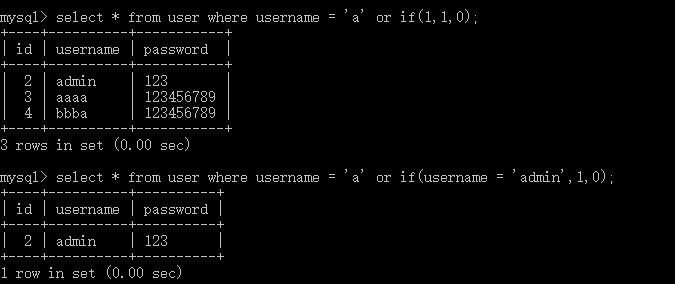 mysql> select * from user where username = 'a' or if(1,1,0);
+----+----------+-----------+
| id | username | password  |
+----+----------+-----------+
|  2 | admin    | 123       |
|  3 | aaaa     | 123456789 |
|  4 | bbba     | 123456789 |
+----+----------+-----------+
3 rows in set (0.00 sec)
mysql> select * from user where username = 'a' or if(username = 'admin',1,0);
+----+----------+----------+
| id | username | password |
+----+----------+----------+
|  2 | admin    | 123      |
+----+----------+----------+
1 row in set (0.00 sec)